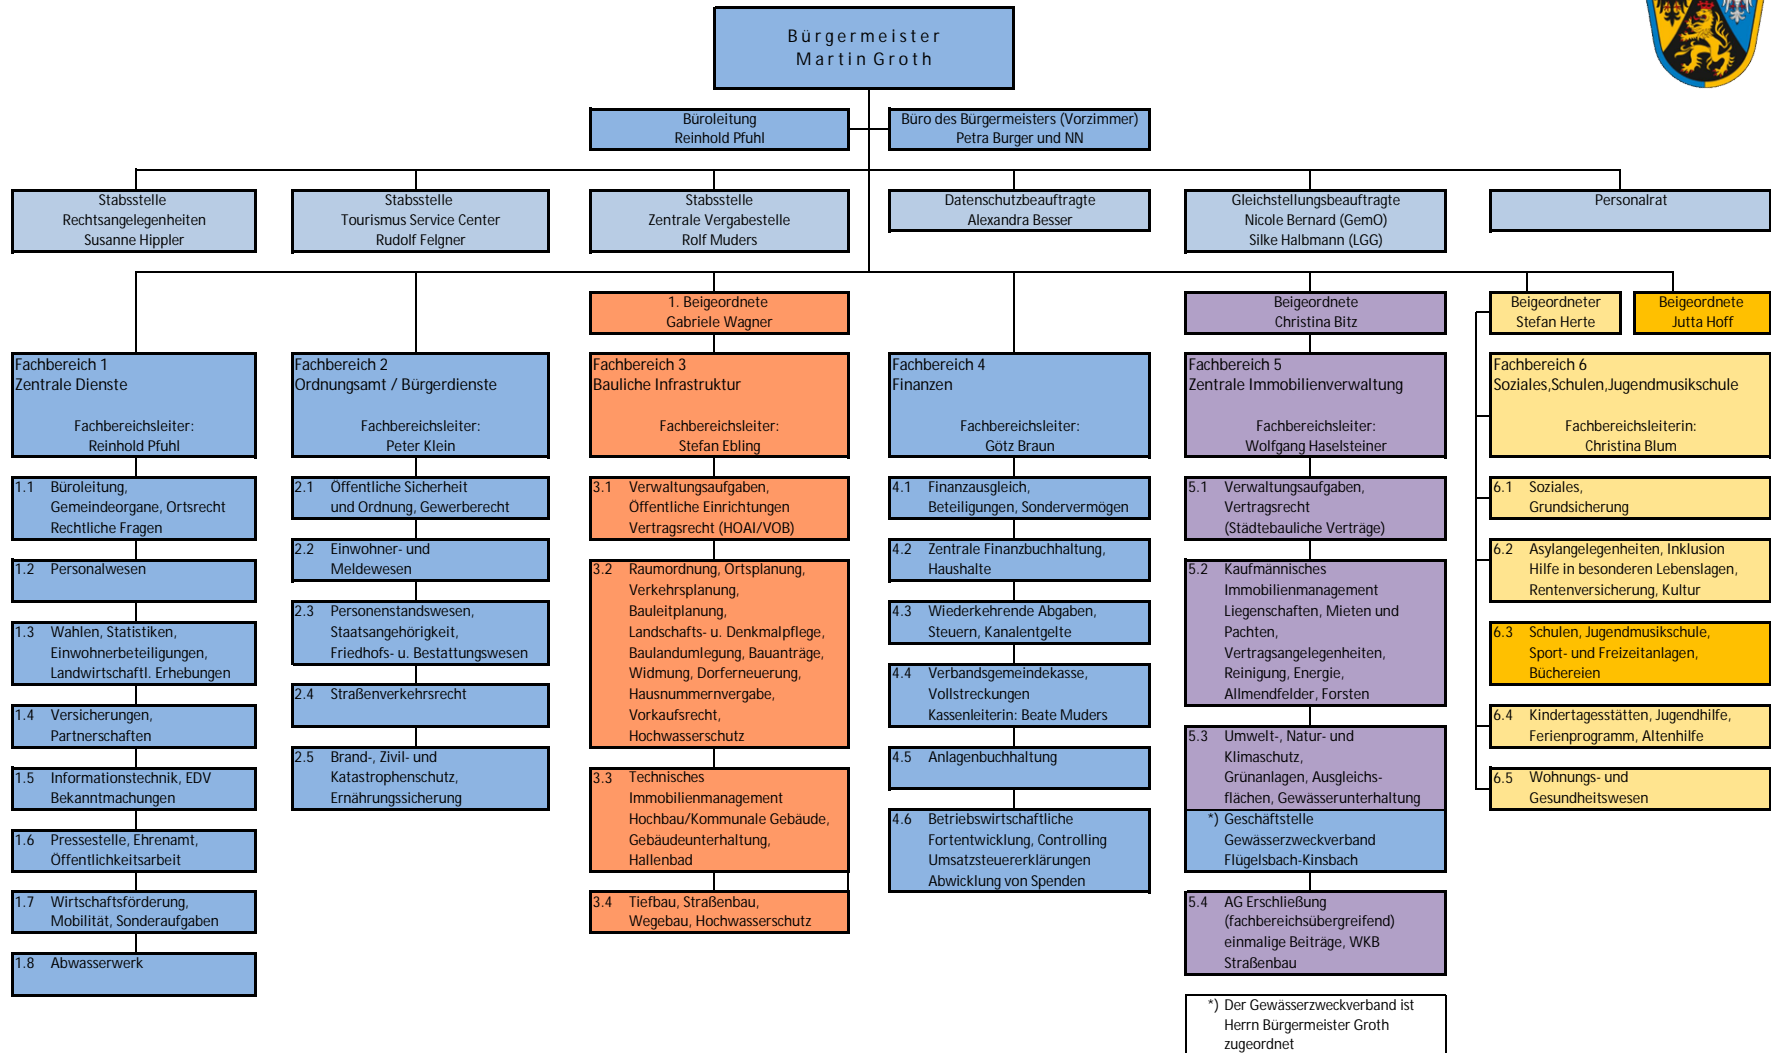 Bürgermeister
Martin Groth
Büroleitung
Reinhold Pfuhl
Büro des Bürgermeisters (Vorzimmer)
Petra Burger und NN
Stabsstelle
Rechtsangelegenheiten
Susanne Hippler
Stabsstelle
Tourismus Service Center
Rudolf Felgner
Stabsstelle
Zentrale Vergabestelle
Rolf Muders
Datenschutzbeauftragte
Alexandra Besser
Gleichstellungsbeauftragte
Nicole Bernard (GemO)
Silke Halbmann (LGG)
Personalrat
1. Beigeordnete
Gabriele Wagner
Beigeordnete
Christina Bitz
Beigeordneter
Stefan Herte
Beigeordnete
Jutta Hoff
Fachbereich 1
Zentrale Dienste
Fachbereichsleiter:
Reinhold Pfuhl
1.1 Büroleitung,
Gemeindeorgane, Ortsrecht
Rechtliche Fragen
1.2 Personalwesen
1.3 Wahlen, Statistiken,
Einwohnerbeteiligungen,
Landwirtschaftl. Erhebungen
1.4 Versicherungen,
Partnerschaften
1.5 Informationstechnik, EDV
Bekanntmachungen
1.6 Pressestelle, Ehrenamt,
Öffentlichkeitsarbeit
1.7 Wirtschaftsförderung,
Mobilität, Sonderaufgaben
1.8 Abwasserwerk
Fachbereich 2
Ordnungsamt / Bürgerdienste
Fachbereichsleiter:
Peter Klein
2.1 Öffentliche Sicherheit
und Ordnung, Gewerberecht
2.2 Einwohner- und
Meldewesen
2.3 Personenstandswesen,
Staatsangehörigkeit,
Friedhofs- u. Bestattungswesen
2.4 Straßenverkehrsrecht
2.5 Brand-, Zivil- und
Katastrophenschutz,
Ernährungssicherung
Fachbereich 3
Bauliche Infrastruktur
Fachbereichsleiter:
Stefan Ebling
3.1 Verwaltungsaufgaben,
Öffentliche Einrichtungen
Vertragsrecht (HOAI/VOB)
3.2 Raumordnung, Ortsplanung,
Verkehrsplanung,
Bauleitplanung,
Landschafts- u. Denkmalpflege,
Baulandumlegung, Bauanträge,
Widmung, Dorferneuerung,
Hausnummernvergabe,
Vorkaufsrecht,
Hochwasserschutz
3.3 Technisches
Immobilienmanagement
Hochbau/Kommunale Gebäude,
Gebäudeunterhaltung,
Hallenbad
3.4 Tiefbau, Straßenbau,
Wegebau, Hochwasserschutz
Fachbereich 4
Finanzen
Fachbereichsleiter:
Götz Braun
4.1 Finanzausgleich,
Beteiligungen, Sondervermögen
4.2 Zentrale Finanzbuchhaltung,
Haushalte
4.3 Wiederkehrende Abgaben,
Steuern, Kanalentgelte
4.4 Verbandsgemeindekasse,
Vollstreckungen
Kassenleiterin: Beate Muders
4.5 Anlagenbuchhaltung
4.6 Betriebswirtschaftliche
Fortentwicklung, Controlling
Umsatzsteuererklärungen
Abwicklung von Spenden
Fachbereich 5
Zentrale Immobilienverwaltung
Fachbereichsleiter:
Wolfgang Haselsteiner
5.1 Verwaltungsaufgaben,
Vertragsrecht
(Städtebauliche Verträge)
5.2 Kaufmännisches
Immobilienmanagement
Liegenschaften, Mieten und
Pachten,
Vertragsangelegenheiten,
Reinigung, Energie,
Allmendfelder, Forsten
5.3 Umwelt-, Natur- und
Klimaschutz,
Grünanlagen, Ausgleichs-
flächen, Gewässerunterhaltung
*) Geschäftstelle
Gewässerzweckverband
Flügelsbach-Kinsbach
5.4 AG Erschließung
(fachbereichsübergreifend)
einmalige Beiträge, WKB
Straßenbau
*) Der Gewässerzweckverband ist
Herrn Bürgermeister Groth
zugeordnet
Fachbereich 6
Soziales,Schulen,Jugendmusikschule
Fachbereichsleiterin:
Christina Blum
6.1 Soziales,
Grundsicherung
6.2 Asylangelegenheiten, Inklusion
Hilfe in besonderen Lebenslagen,
Rentenversicherung, Kultur
6.3 Schulen, Jugendmusikschule,
Sport- und Freizeitanlagen,
Büchereien
6.4 Kindertagesstätten, Jugendhilfe,
Ferienprogramm, Altenhilfe
6.5 Wohnungs- und
Gesundheitswesen